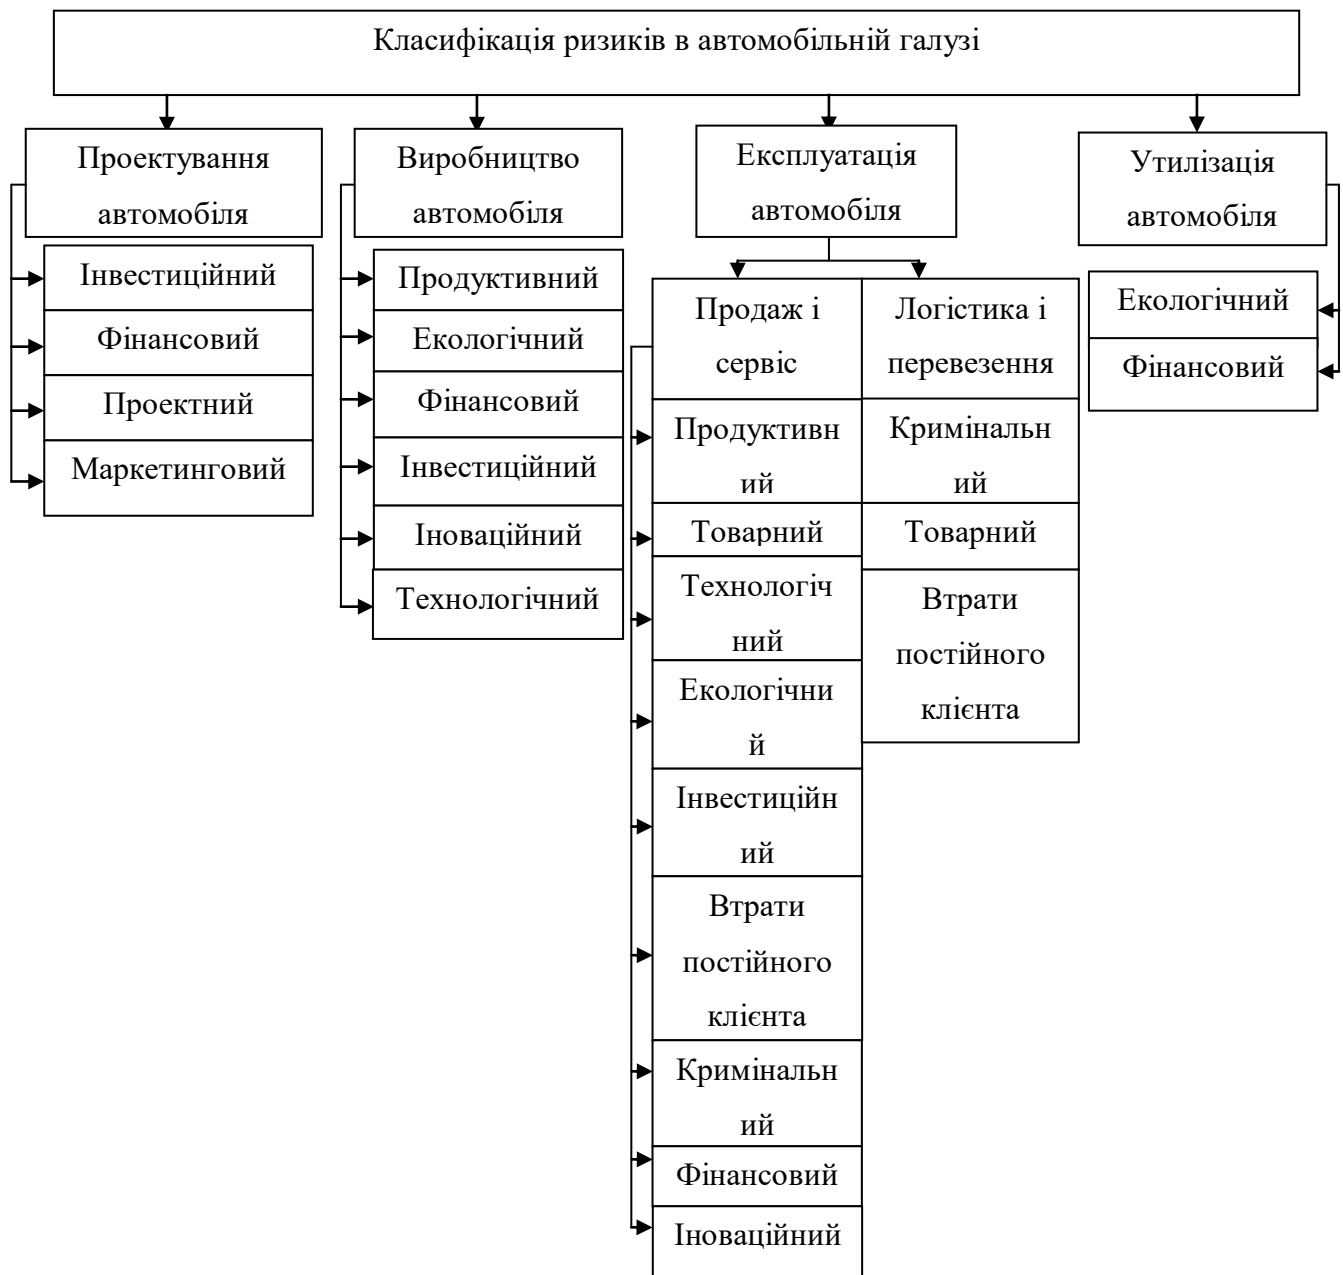 Класифікація ризиків в автомобільній галузі
Проектування
автомобіля
Інвестиційний
Фінансовий
Проектний
Маркетинговий
Виробництво
автомобіля
Продуктивний
Екологічний
Фінансовий
Інвестиційний
Іноваційний
Технологічний
Експлуатація
автомобіля
Продаж і
сервіс
Продуктивн
ий
Товарний
Технологіч
ний
Екологічни
й
Інвестиційн
ий
Втрати
постійного
клієнта
Кримінальн
ий
Фінансовий
Іноваційний
Логістика і
перевезення
Кримінальн
ий
Товарний
Втрати
постійного
клієнта
Утилізація
автомобіля
Екологічний
Фінансовий